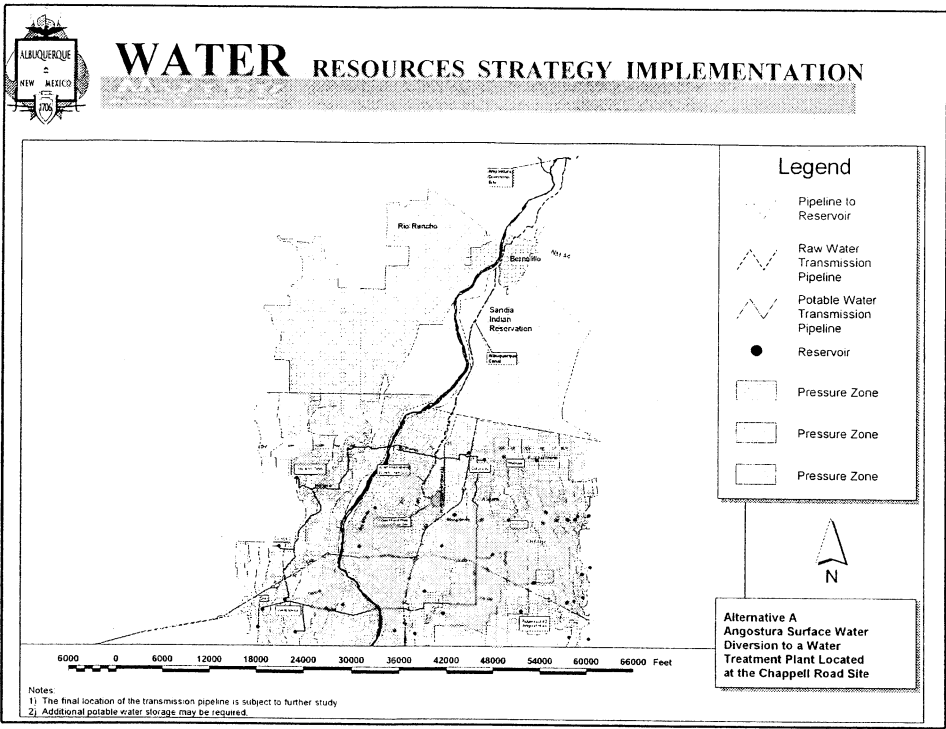 ALBUQUERQUE
NEW MEXICO
1706
WATER RESOURCES STRATEGY IMPLEMENTATION
Rio Rancho
Bernalillo
Sandia
Indian
Reservation
Albuquerque
Canal
Legend
Pipeline to
Reservoir
Raw Water
Transmission
Pipeline
Potable Water
Transmission
Pipeline
Reservoir
Pressure Zone
Pressure Zone
Pressure Zone
N
Alternative A
Angostura Surface Water
Diversion to a Water
Treatment Plant Located
at the Chappell Road Site
6000 0 6000 12000 18000 24000 30000 36000 42000 48000 54000 60000 66000 Feet
Notes:
1) The final location of the transmission pipeline is subject to further study
2) Additional potable water storage may be required.